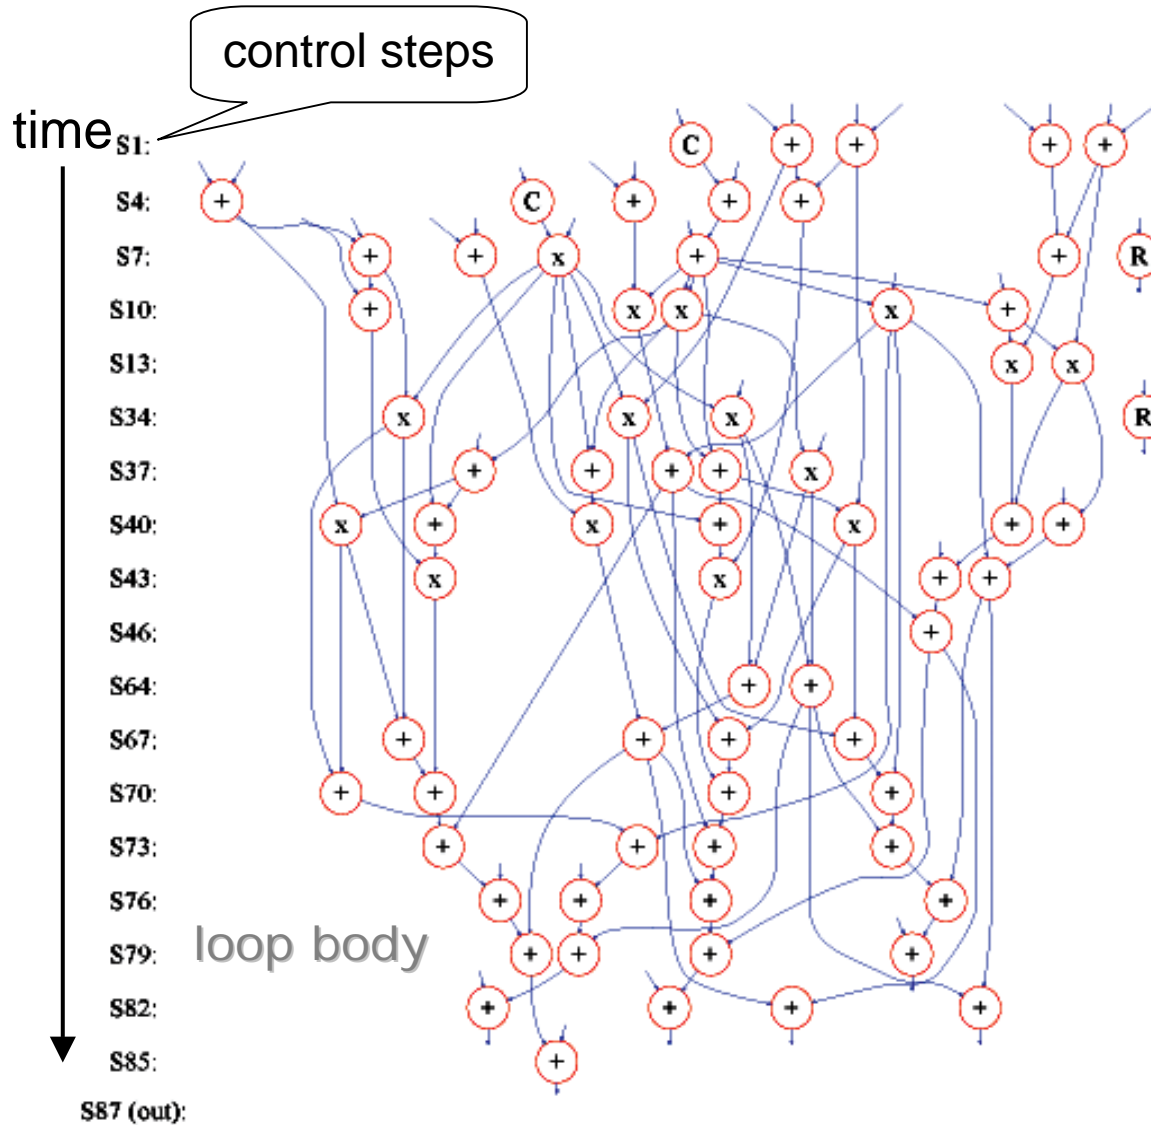 control steps
time
S1: C + + + +
S4: + C + + +
S7: + + x + + R
S10: + x x x +
S13: x x
S34: x x x R
S37: + + + + x
S40: x + x + x + +
S43: x x + +
S46: +
S64: + +
S67: + + + +
S70: + + + +
S73: + + + +
S76: + + + +
S79: + + + +
loop body
S82: + + + +
S85: +
S87 (out):